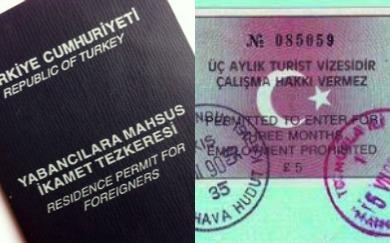 RKİYE CUMHURİYETİ
REPUBLIC OF TURKEY
YABANCILARA MAHSUS
İKAMET TEZKERESİ
RESIDENCE PERMIT FOR
FOREIGNERS
№ 085059
ÜÇ AYLIK TURİST VİZESİDİR
ÇALIŞMA HAKKI VERMEZ
PERMITTED TO ENTER FOR
THREE MONTHS
EMPLOYMENT PROHIBITED
£5
35
HAVA HUDUT K